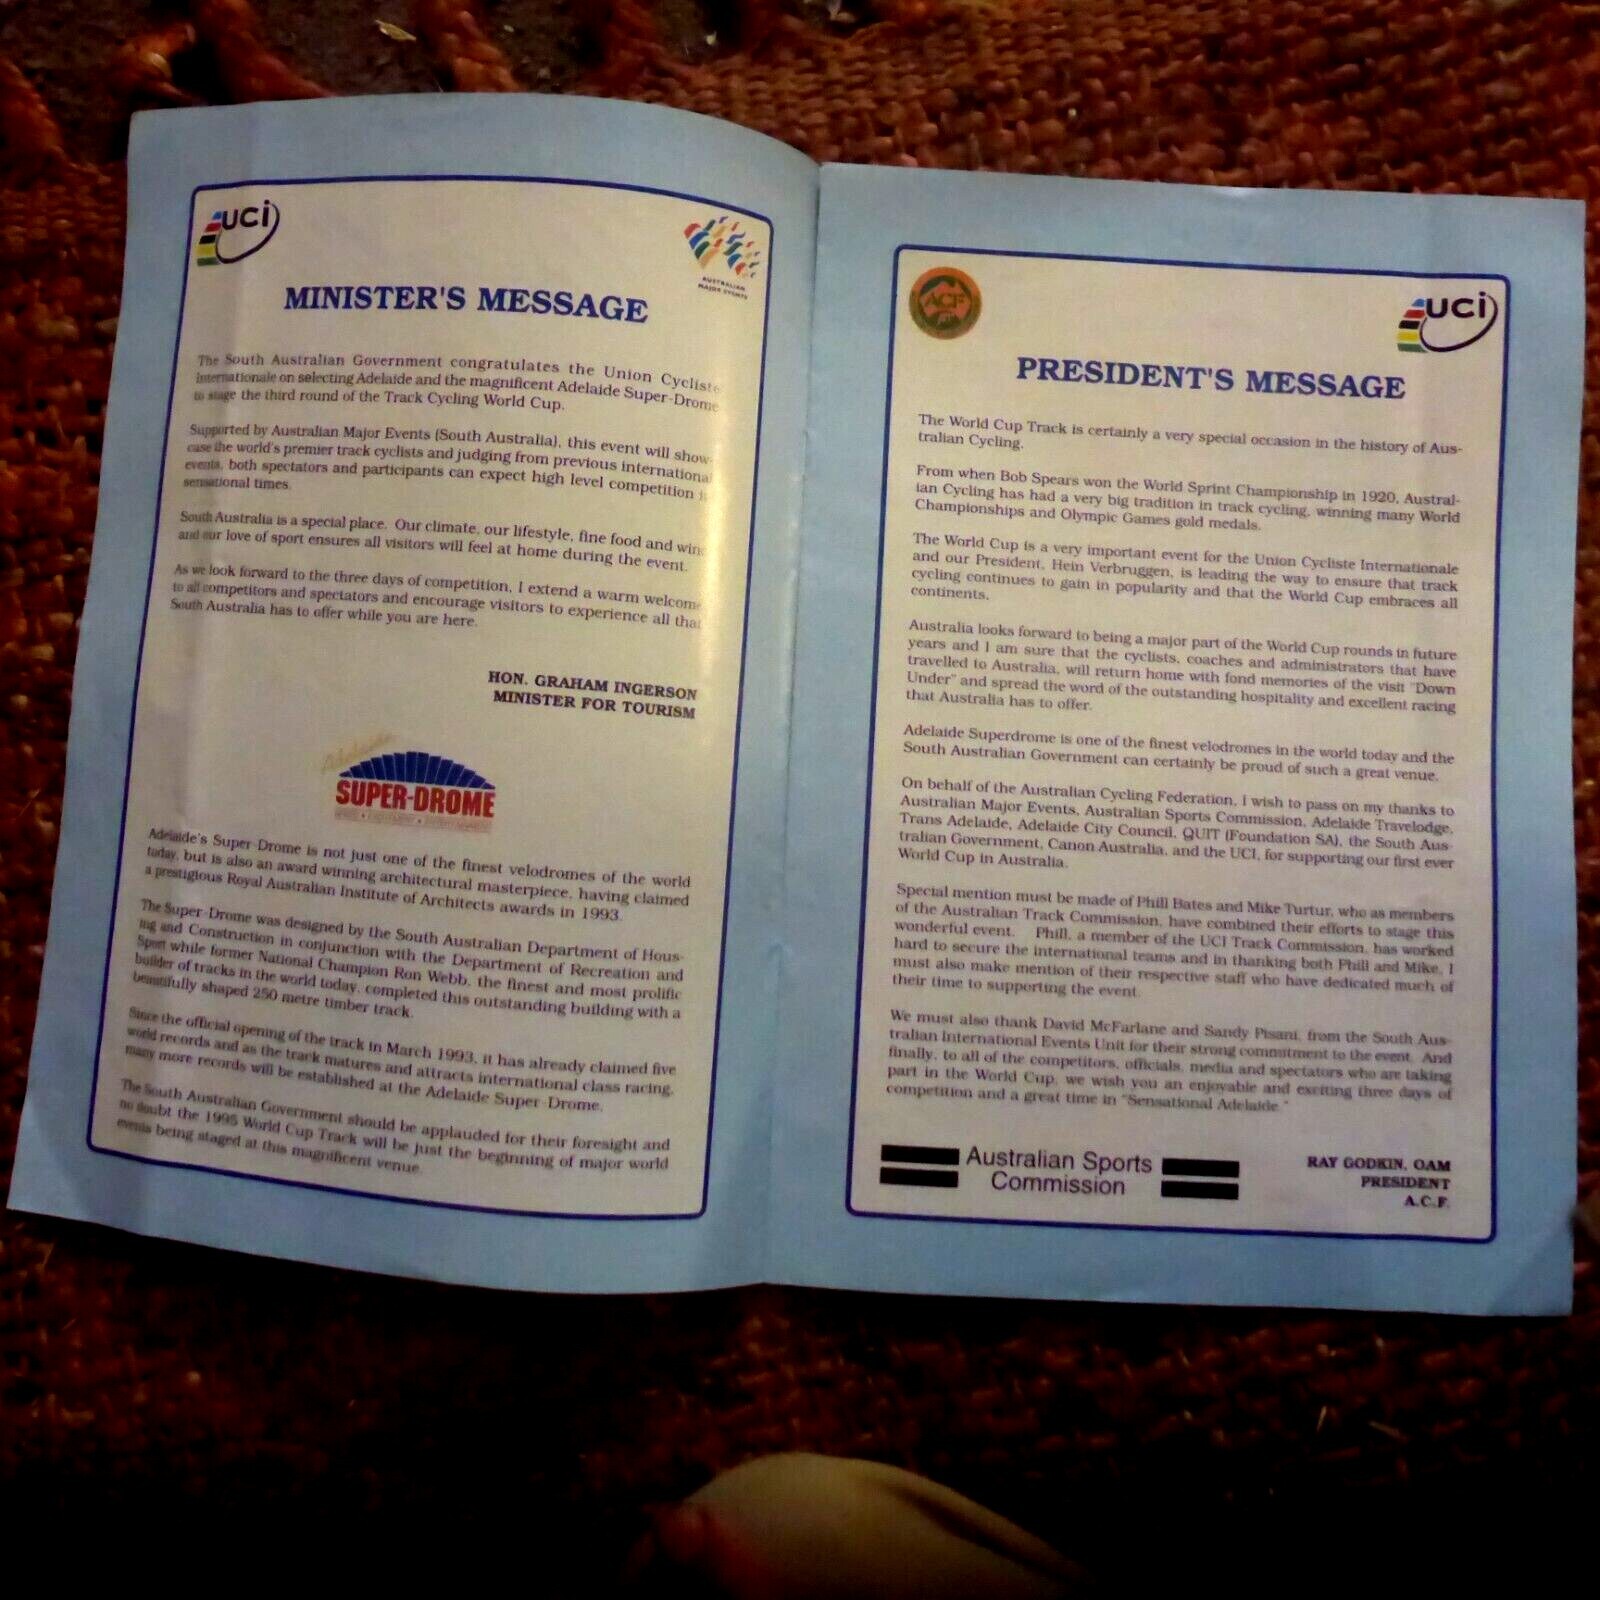 UCi
AUSTRALIAN
MAJOR EVENTS
MINISTER'S MESSAGE
The South Australian Government congratulates the Union Cycliste
Internationale on selecting Adelaide and the magnificent Adelaide Super-Drome
to stage the third round of the Track Cycling World Cup.
Supported by Australian Major Events (South Australia), this event will show-
case the world's premier track cyclists and judging from previous international
events, both spectators and participants can expect high level competition
sensational times.
South Australia is a special place. Our climate, our lifestyle, fine food and wine
and our love of sport ensures all visitors will feel at home during the event.
As we look forward to the three days of competition, I extend a warm welcome
to all competitors and spectators and encourage visitors to experience all that
South Australia has to offer while you are here.
HON. GRAHAM INGERSON
MINISTER FOR TOURISM
Adelaide
SUPER-DROME
Adelaide's Super-Drome is not just one of the finest velodromes of the world
today, but is also an award winning architectural masterpiece, having claimed
a prestigious Royal Australian Institute of Architects awards in 1993.
The Super-Drome was designed by the South Australian Department of Hous-
ing and Construction in conjunction with the Department of Recreation and
Sport while former National Champion Ron Webb, the finest and most prolific
builder of tracks in the world today, completed this outstanding building with a
beautifully shaped 250 metre timber track.
Since the official opening of the track in March 1993, it has already claimed five
world records and as the track matures and attracts international class racing,
many more records will be established at the Adelaide Super-Drome.
The South Australian Government should be applauded for their foresight and
no doubt the 1995 World Cup Track will be just the beginning of major world
events being staged at this magnificent venue.
ACF
UCi
PRESIDENT'S MESSAGE
The World Cup Track is certainly a very special occasion in the history of Aus-
tralian Cycling.
From when Bob Spears won the World Sprint Championship in 1920, Austral-
ian Cycling has had a very big tradition in track cycling, winning many World
Championships and Olympic Games gold medals.
The World Cup is a very important event for the Union Cycliste Internationale
and our President, Hein Verbruggen, is leading the way to ensure that track
cycling continues to gain in popularity and that the World Cup embraces all
continents.
Australia looks forward to being a major part of the World Cup rounds in future
years and I am sure that the cyclists, coaches and administrators that have
travelled to Australia, will return home with fond memories of the visit "Down
Under" and spread the word of the outstanding hospitality and excellent racing
that Australia has to offer.
Adelaide Superdrome is one of the finest velodromes in the world today and the
South Australian Government can certainly be proud of such a great venue.
On behalf of the Australian Cycling Federation, I wish to pass on my thanks to
Australian Major Events, Australian Sports Commission, Adelaide Travelodge,
Trans Adelaide, Adelaide City Council, QUIT (Foundation SA), the South Aus-
tralian Government, Canon Australia, and the UCI, for supporting our first ever
World Cup in Australia.
Special mention must be made of Phill Bates and Mike Turtur, who as members
of the Australian Track Commission, have combined their efforts to stage this
wonderful event. Phill, a member of the UCI Track Commission, has worked
hard to secure the international teams and in thanking both Phill and Mike, I
must also make mention of their respective staff who have dedicated much of
their time to supporting the event.
We must also thank David McFarlane and Sandy Pisani, from the South Aus-
tralian International Events Unit for their strong commitment to the event. And
finally, to all of the competitors, officials, media and spectators who are taking
part in the World Cup, we wish you an enjoyable and exciting three days of
competition and a great time in "Sensational Adelaide."
Australian Sports
Commission
RAY GODKIN, OAM
PRESIDENT
A.C.F.